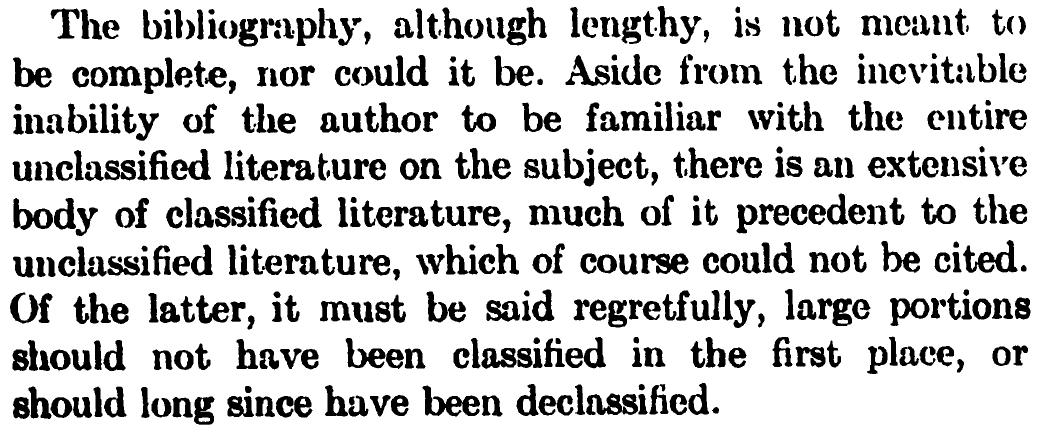 The bibliography, although lengthy, is not meant to
be complete, nor could it be. Aside from the inevitable
inability of the author to be familiar with the entire
unclassified literature on the subject, there is an extensive
body of classified literature, much of it precedent to the
unclassified literature, which of course could not be cited.
Of the latter, it must be said regretfully, large portions
should not have been classified in the first place, or
should long since have been declassified.